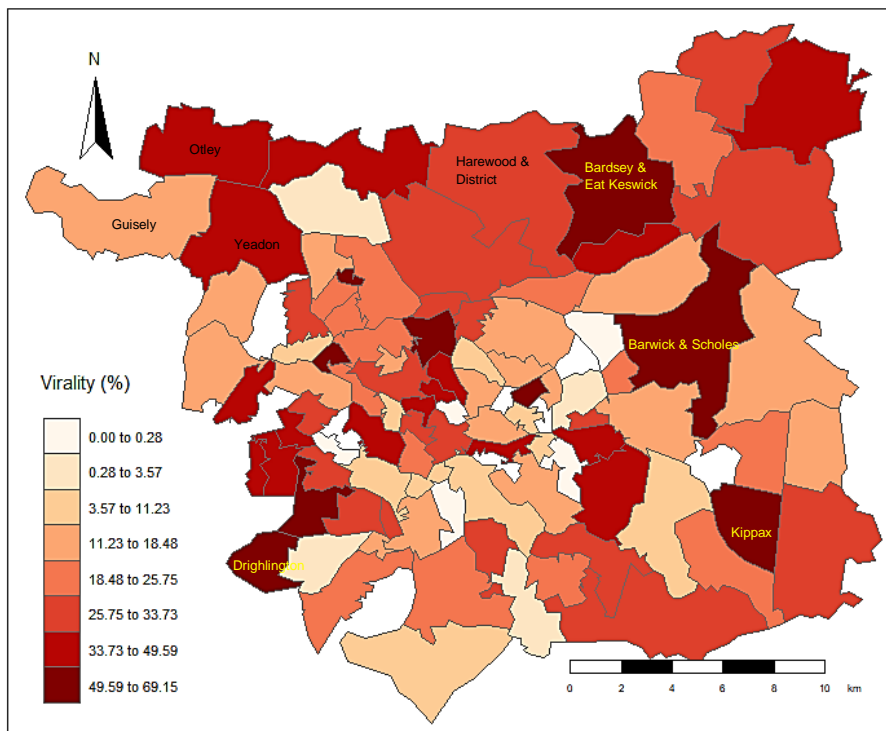 N
Otley
Harewood &
District
Bardsey &
Eat Keswick
Guisely
Yeadon
Barwick & Scholes
Virality (%)
0.00 to 0.28
0.28 to 3.57
3.57 to 11.23
11.23 to 18.48
18.48 to 25.75
25.75 to 33.73
33.73 to 49.59
49.59 to 69.15
Kippax
Drighlington
0 2 4 6 8 10 km